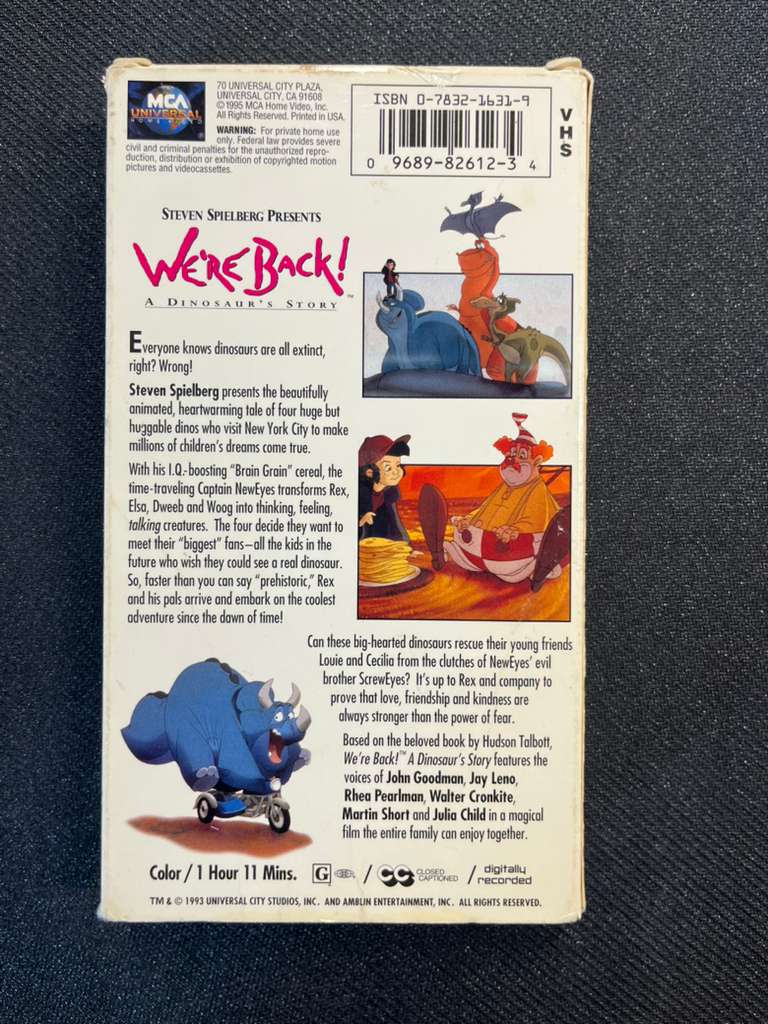 MCA
UNIVERSAL
HOME VIDEO
70 UNIVERSAL CITY PLAZA,
UNIVERSAL CITY, CA 91608
©1995 MCA Home Video, Inc.
All Rights Reserved. Printed in USA.
WARNING: For private home use
only. Federal law provides severe
civil and criminal penalties for the unauthorized repro-
duction, distribution or exhibition of copyrighted motion
pictures and videocassettes.
ISBN 0-7832-1631-9
0 9689-82612-3 4
VHS
STEVEN SPIELBERG PRESENTS
WE'RE BACK!
A DINOSAUR'S STORY ™
Everyone knows dinosaurs are all extinct,
right? Wrong!
Steven Spielberg presents the beautifully
animated, heartwarming tale of four huge but
huggable dinos who visit New York City to make
millions of children's dreams come true.
With his I.Q.-boosting "Brain Grain" cereal, the
time-traveling Captain NewEyes transforms Rex,
Elsa, Dweeb and Woog into thinking, feeling,
talking creatures. The four decide they want to
meet their "biggest" fans—all the kids in the
future who wish they could see a real dinosaur.
So, faster than you can say "prehistoric," Rex
and his pals arrive and embark on the coolest
adventure since the dawn of time!
Can these big-hearted dinosaurs rescue their young friends
Louie and Cecilia from the clutches of NewEyes' evil
brother ScrewEyes? It's up to Rex and company to
prove that love, friendship and kindness are
always stronger than the power of fear.
Based on the beloved book by Hudson Talbott,
We're Back!™ A Dinosaur's Story features the
voices of John Goodman, Jay Leno,
Rhea Pearlman, Walter Cronkite,
Martin Short and Julia Child in a magical
film the entire family can enjoy together.
Color / 1 Hour 11 Mins. G / CC CLOSED CAPTIONED / digitally recorded
TM & © 1993 UNIVERSAL CITY STUDIOS, INC. AND AMBLIN ENTERTAINMENT, INC. ALL RIGHTS RESERVED.